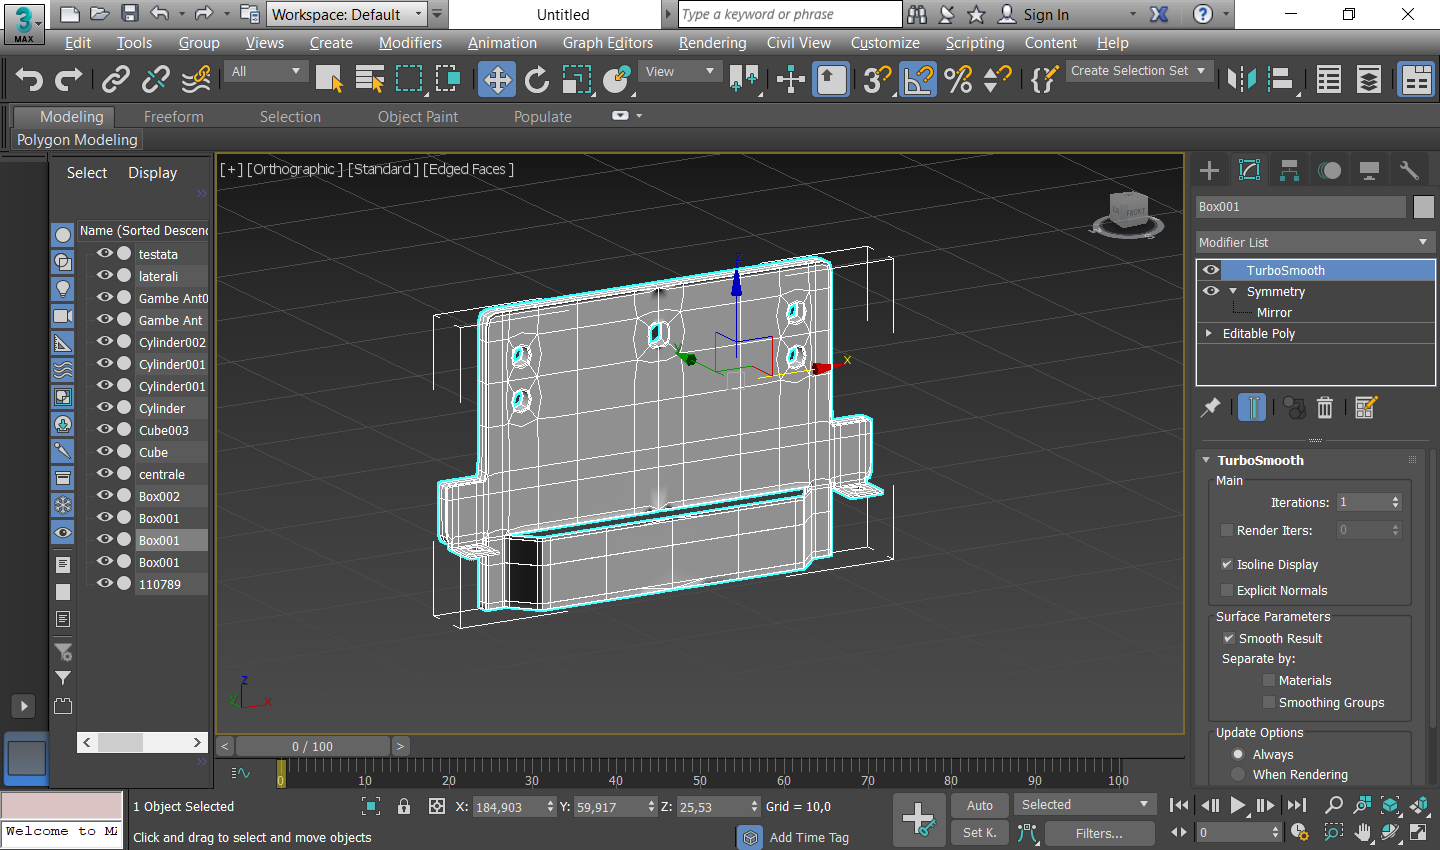 3
MAX
Workspace: Default
Untitled
Type a keyword or phrase
Sign In
Edit Tools Group Views Create Modifiers Animation Graph Editors Rendering Civil View Customize Scripting Content Help
All
View
Create Selection Set
Modeling Freeform Selection Object Paint Populate
Polygon Modeling
Select Display
Name (Sorted Descend
testata
laterali
Gambe Ant0
Gambe Ant
Cylinder002
Cylinder001
Cylinder001
Cylinder
Cube003
Cube
centrale
Box002
Box001
Box001
Box001
110789
[+] [Orthographic ] [Standard ] [Edged Faces ]
FRONT
z
y
x
z
y
x
Box001
Modifier List
TurboSmooth
Symmetry
Mirror
Editable Poly
TurboSmooth
Main
Iterations: 1
Render Iters: 0
Isoline Display
Explicit Normals
Surface Parameters
Smooth Result
Separate by:
Materials
Smoothing Groups
Update Options
Always
When Rendering
< 0 / 100 >
0 10 20 30 40 50 60 70 80 90 100
1 Object Selected
X: 184,903 Y: 59,917 Z: 25,53 Grid = 10,0
Auto
Selected
Welcome to MA
Click and drag to select and move objects
Add Time Tag
Set K.
Filters...
0